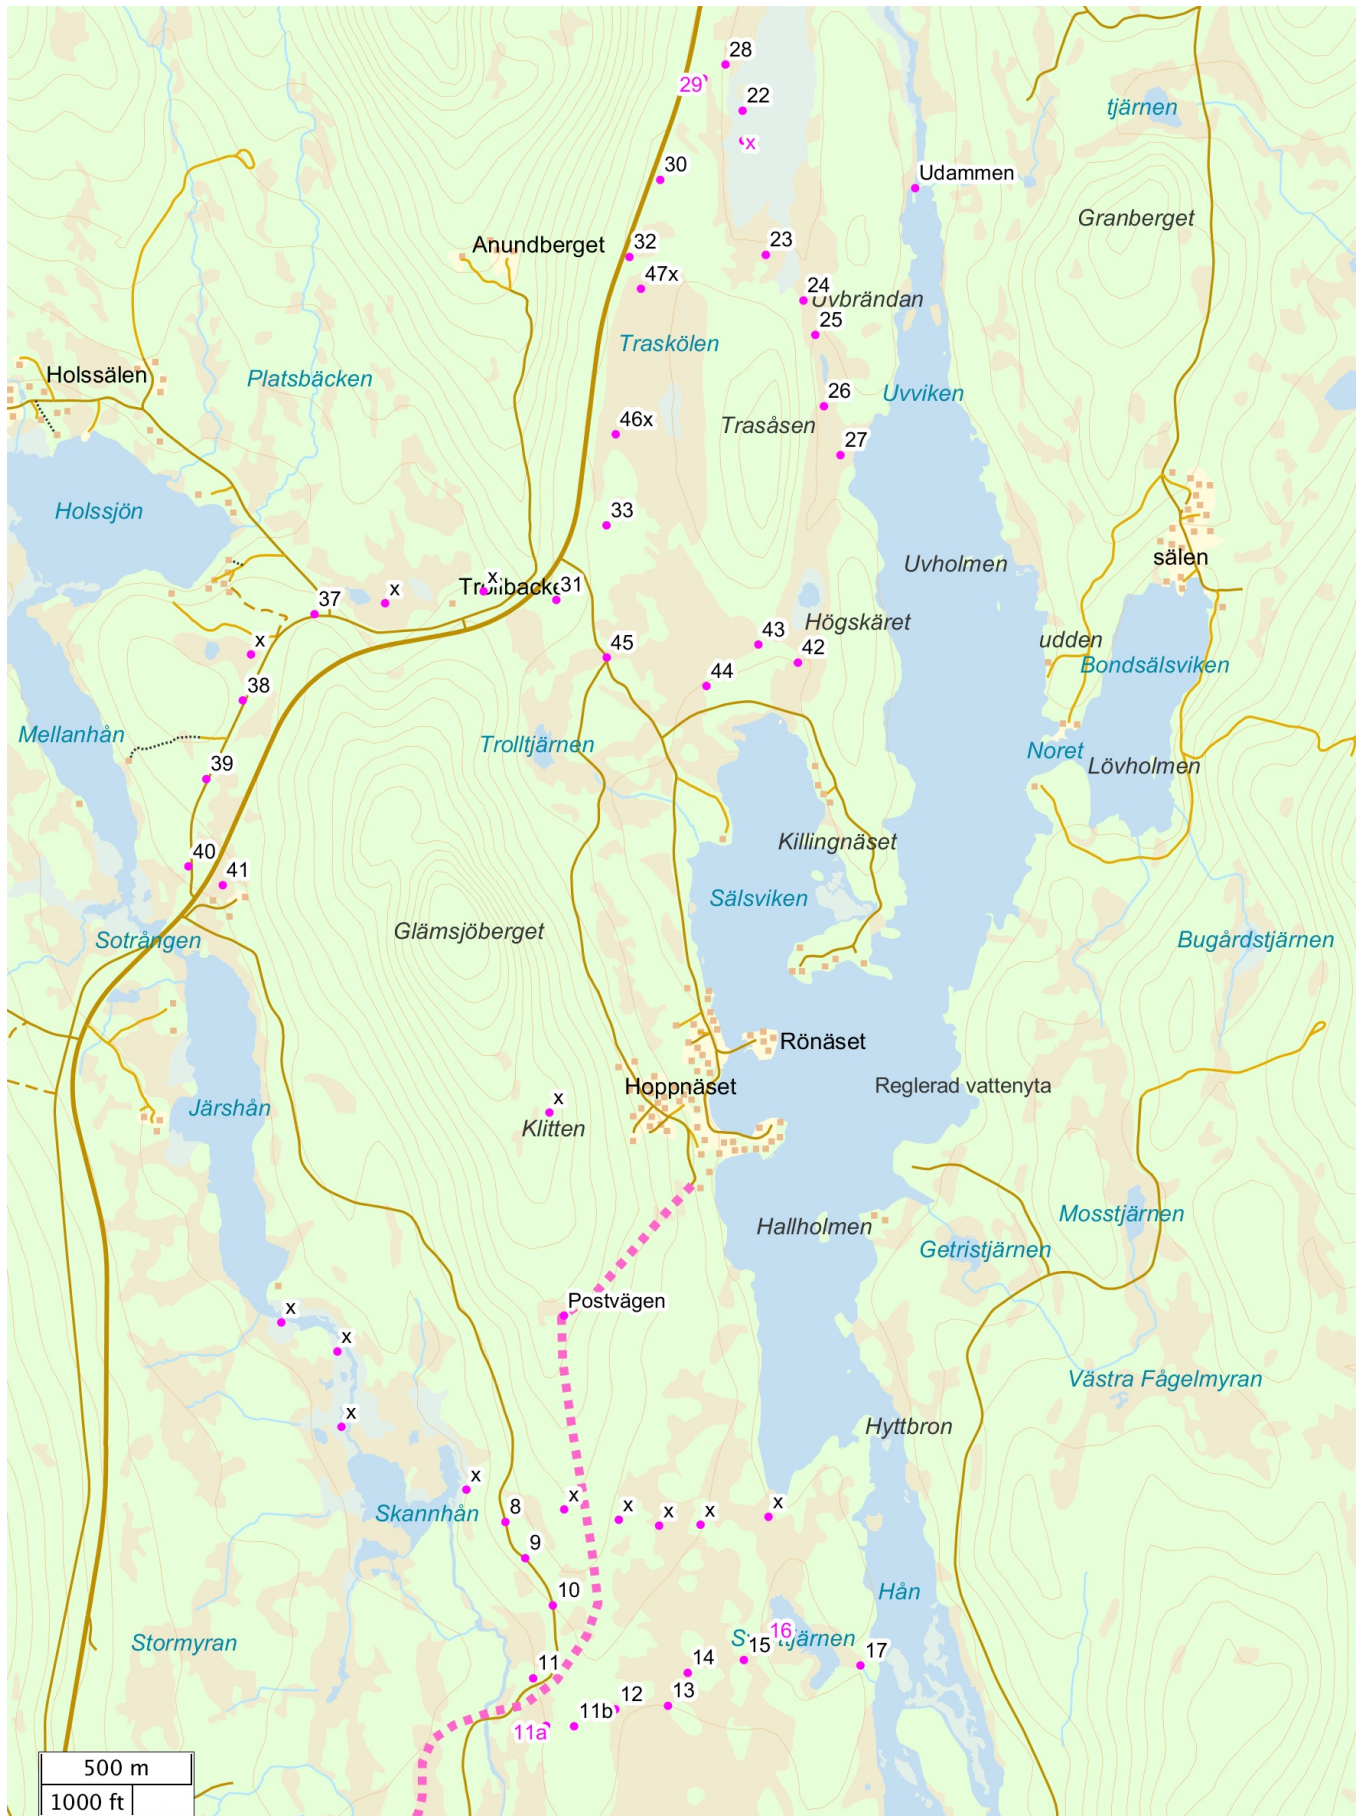 28
29
22
x
tjärnen
30
Udammen
Granberget
Anundberget
32
23
47x
24
Uvbrändan
25
Traskölen
Holssälen
Platsbäcken
Uvviken
26
46x
Trasåsen
27
Holssjön
33
Uvholmen
sälen
x
x
31
37
Högskäret
43
udden
x
45
42
Bondsälsviken
44
38
Mellanhån
Trolltjärnen
Noret
Lövholmen
39
Killingnäset
40
41
Sälsviken
Glämsjöberget
Sotrången
Bugårdstjärnen
Rönäset
Hoppnäset
Reglerad vattenyta
x
Järshån
Klitten
Mosstjärnen
Hallholmen
Getristjärnen
x
Postvägen
x
Västra Fågelmyran
x
Hyttbron
x
8
x
x
x
x
x
Skannhån
9
10
Hån
16
Stormyran
15
17
11
14
12
13
11b
11a
500 m
1000 ft